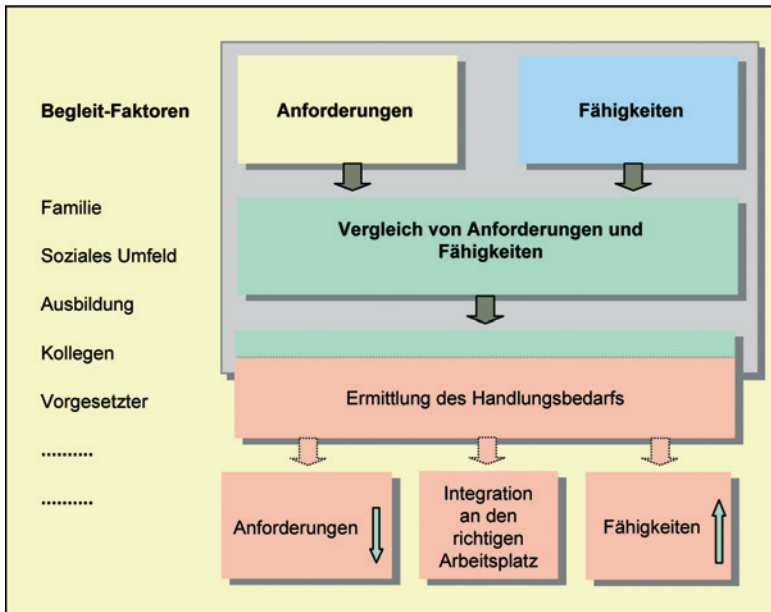 Begleit-Faktoren
Anforderungen
Fähigkeiten
Familie
Soziales Umfeld
Ausbildung
Kollegen
Vorgesetzter
..........
..........
Vergleich von Anforderungen und
Fähigkeiten
Ermittlung des Handlungsbedarfs
Anforderungen
Integration
an den
richtigen
Arbeitsplatz
Fähigkeiten